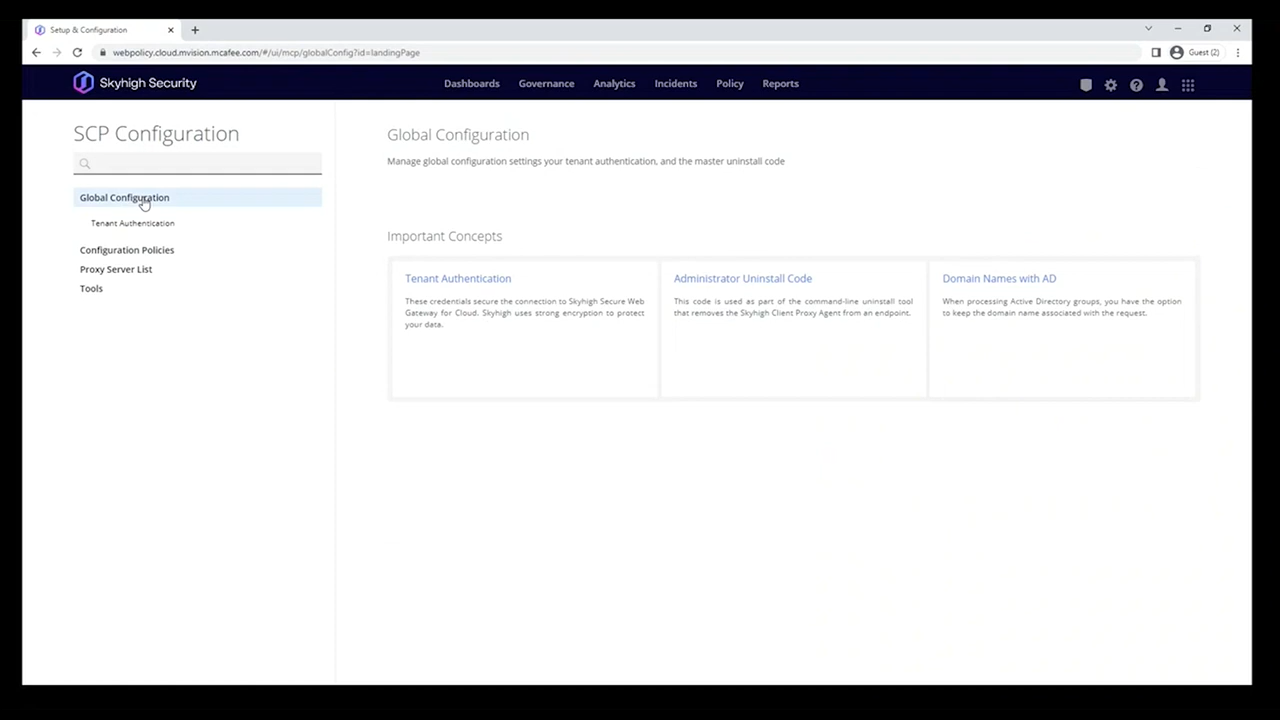 Setup & Configuration
webpolicy.cloud.mvision.mcafee.com/#/ui/mcp/globalConfig?id=landingPage
Guest (2)
Skyhigh Security
Dashboards
Governance
Analytics
Incidents
Policy
Reports
SCP Configuration
Global Configuration
Tenant Authentication
Configuration Policies
Proxy Server List
Tools
Global Configuration
Manage global configuration settings your tenant authentication, and the master uninstall code
Important Concepts
Tenant Authentication
These credentials secure the connection to Skyhigh Secure Web
Gateway for Cloud. Skyhigh uses strong encryption to protect
your data.
Administrator Uninstall Code
This code is used as part of the command-line uninstall tool
that removes the Skyhigh Client Proxy Agent from an endpoint.
Domain Names with AD
When processing Active Directory groups, you have the option
to keep the domain name associated with the request.